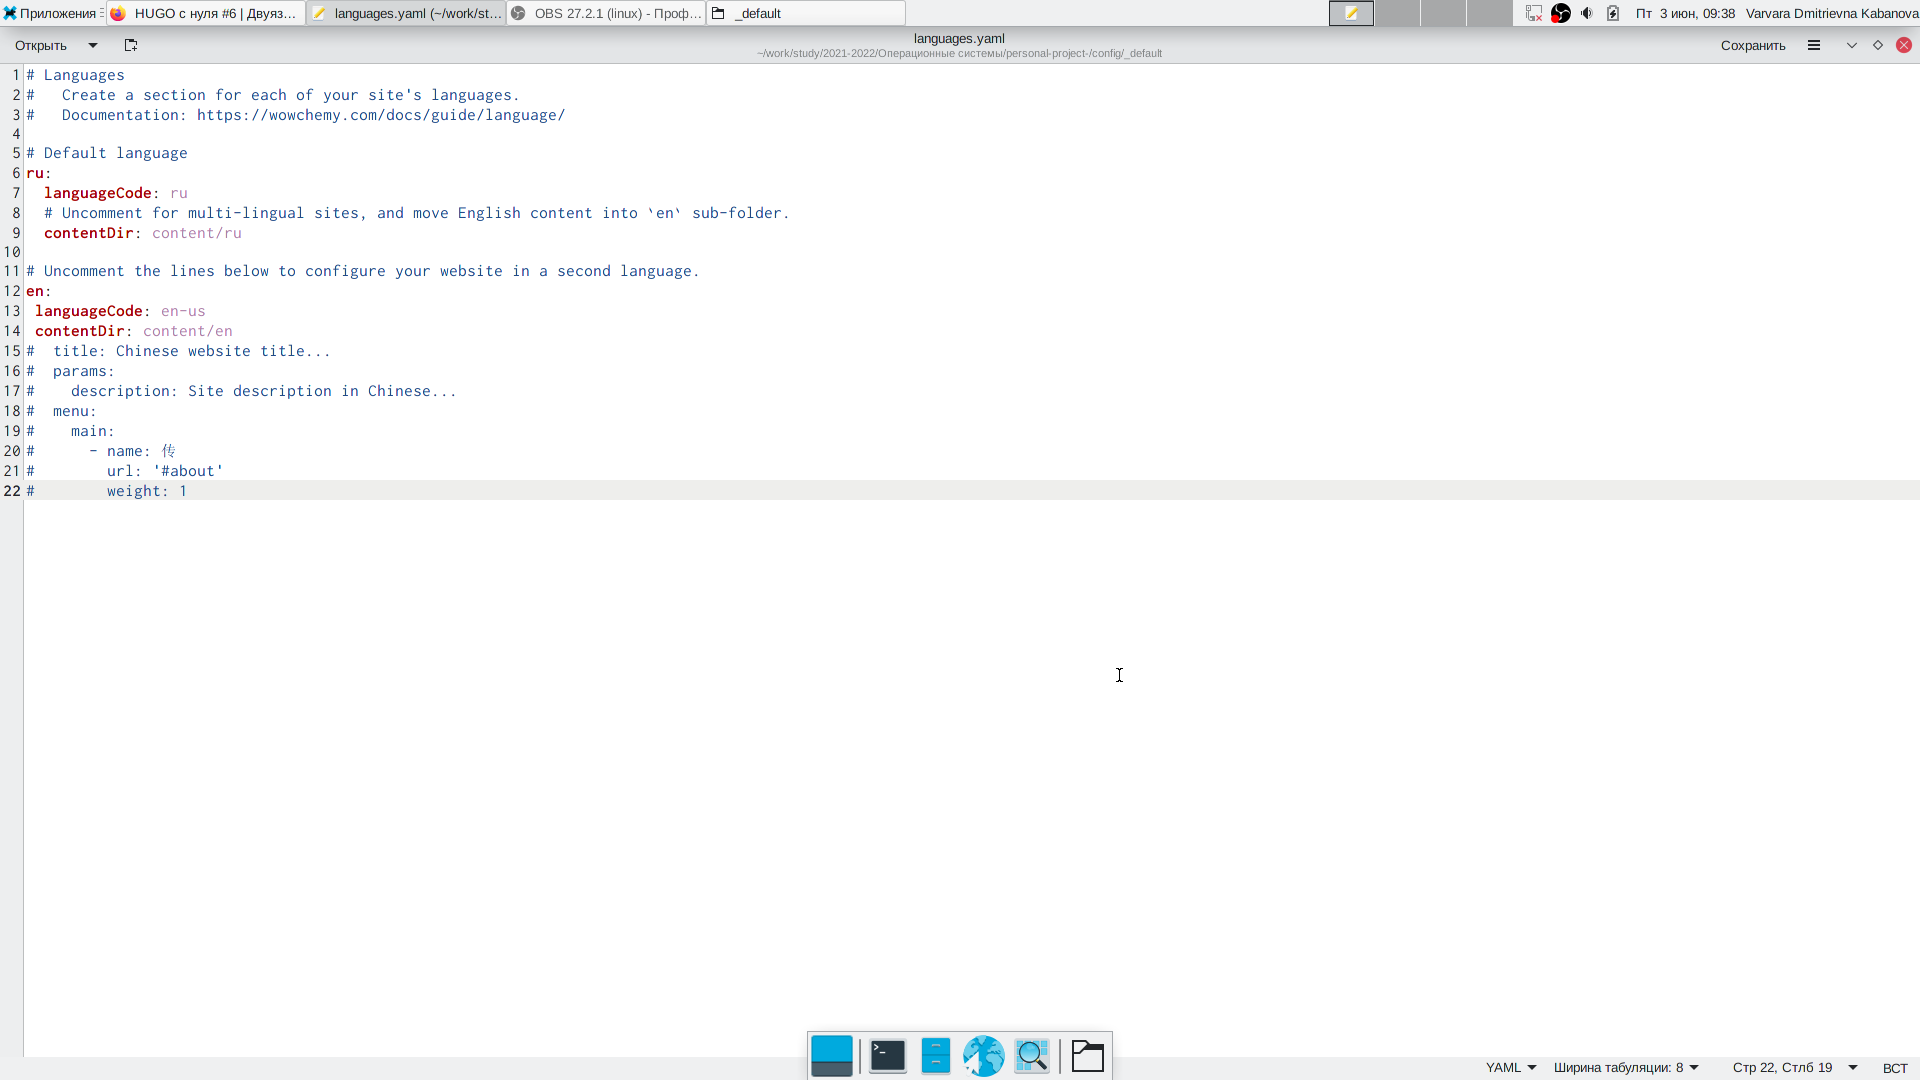 Приложения
HUGO с нуля #6 | Двуяз...
languages.yaml (~/work/st...
OBS 27.2.1 (linux) - Проф...
_default
Пт 3 июн, 09:38
Varvara Dmitrievna Kabanova
Открыть
languages.yaml
~/work/study/2021-2022/Операционные системы/personal-project-/config/_default
Сохранить
1 # Languages
2 #   Create a section for each of your site's languages.
3 #   Documentation: https://wowchemy.com/docs/guide/language/
4
5 # Default language
6 ru:
7   languageCode: ru
8   # Uncomment for multi-lingual sites, and move English content into `en` sub-folder.
9   contentDir: content/ru
10
11 # Uncomment the lines below to configure your website in a second language.
12 en:
13  languageCode: en-us
14  contentDir: content/en
15 #  title: Chinese website title...
16 #  params:
17 #    description: Site description in Chinese...
18 #  menu:
19 #    main:
20 #      - name: 传
21 #        url: '#about'
22 #        weight: 1
YAML
Ширина табуляции: 8
Стр 22, Стлб 19
ВСТ